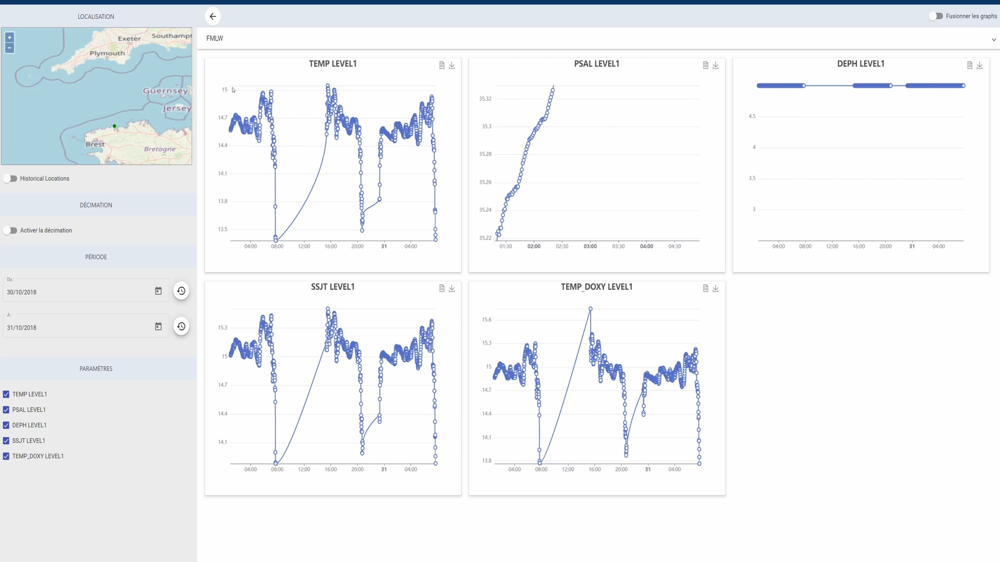 LOCALISATION
Exeter
Southampt
Plymouth
Guernsey
Jersey
Brest
Bretagne
+
−
Historical Locations
DÉCIMATION
Activer la décimation
PÉRIODE
Du :
30/10/2018
A :
31/10/2018
PARAMÈTRES
TEMP LEVEL1
PSAL LEVEL1
DEPH LEVEL1
SSJT LEVEL1
TEMP_DOXY LEVEL1
Fusionner les graphs
FMLW
TEMP LEVEL1
15
14.7
14.4
14.1
13.8
13.5
04:00 08:00 12:00 16:00 20:00 31 04:00
PSAL LEVEL1
35.32
35.3
35.28
35.26
35.24
35.22
01:30 02:00 02:30 03:00 03:30 04:00 04:30
DEPH LEVEL1
4.5
4
3.5
3
04:00 08:00 12:00 16:00 20:00 31 04:00
SSJT LEVEL1
15.3
15
14.7
14.4
14.1
04:00 08:00 12:00 16:00 20:00 31 04:00
TEMP_DOXY LEVEL1
15.6
15.3
15
14.7
14.4
14.1
13.8
04:00 08:00 12:00 16:00 20:00 31 04:00